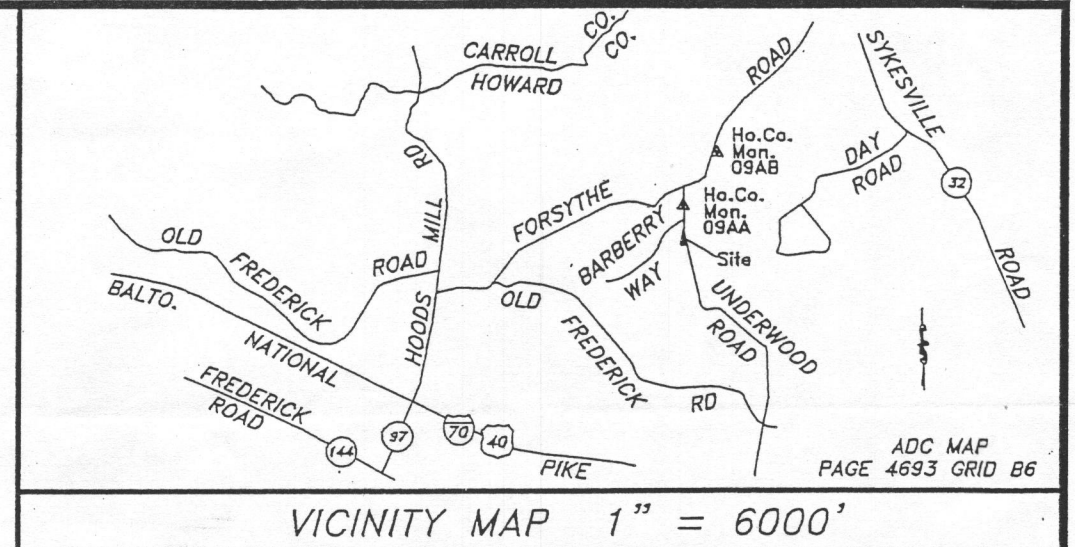 CARROLL CO.
HOWARD CO.
ROAD
SYKESVILLE
ROAD
32
DAY
ROAD
Ho.Co.
Mon.
09AB
Ho.Co.
Mon.
09AA
Site
FORSYTHE
BARBERRY
WAY
UNDERWOOD
ROAD
RD
MILL
HOODS
OLD
FREDERICK
ROAD
OLD
FREDERICK
RD
BALTO.
NATIONAL
PIKE
FREDERICK
ROAD
144
97
70
40
ADC MAP
PAGE 4693 GRID B6
VICINITY MAP 1" = 6000'